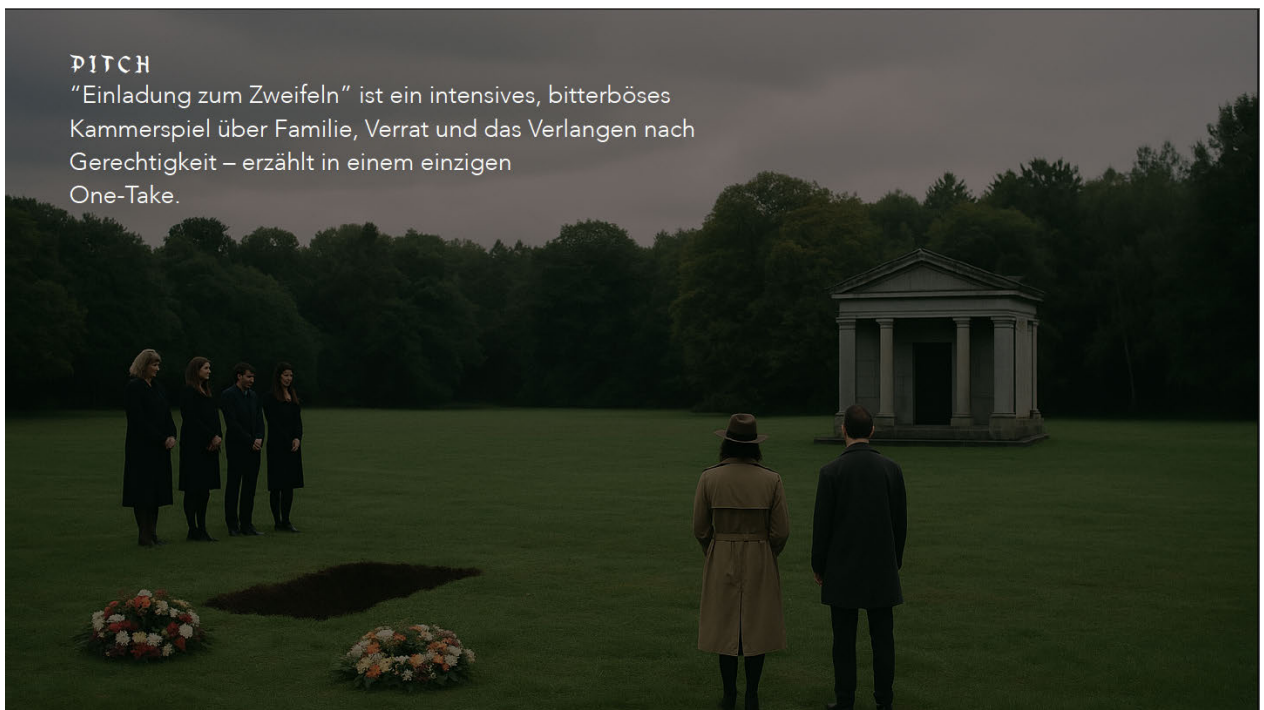 PITCH
“Einladung zum Zweifeln” ist ein intensives, bitterböses
Kammerspiel über Familie, Verrat und das Verlangen nach
Gerechtigkeit – erzählt in einem einzigen
One-Take.